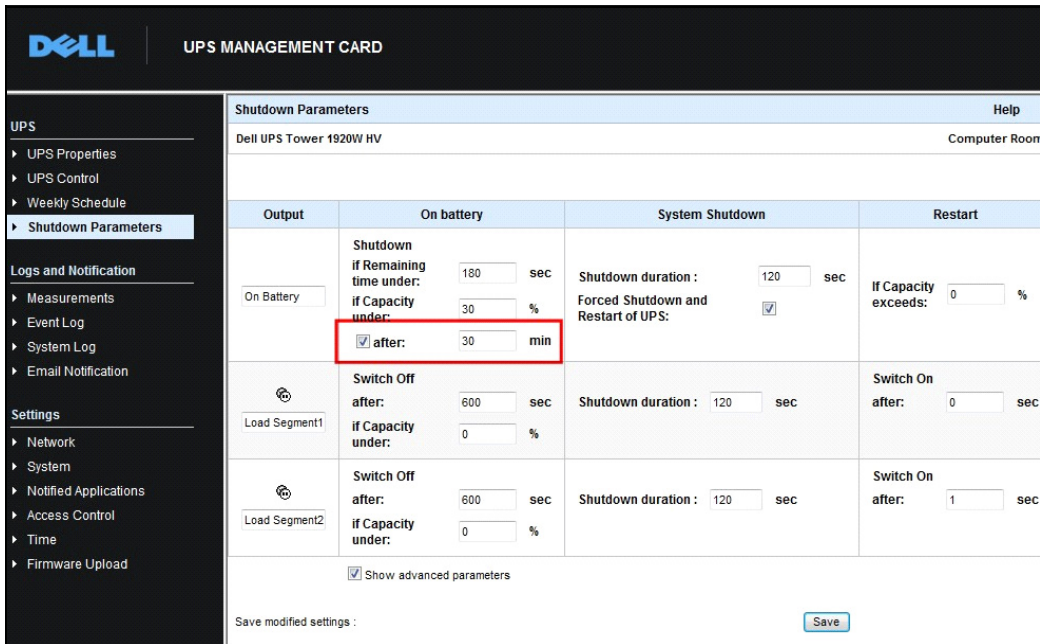 DELL
UPS MANAGEMENT CARD
UPS
UPS Properties
UPS Control
Weekly Schedule
Shutdown Parameters
Logs and Notification
Measurements
Event Log
System Log
Email Notification
Settings
Network
System
Notified Applications
Access Control
Time
Firmware Upload
Shutdown Parameters Help
Dell UPS Tower 1920W HV Computer Room
Output On battery System Shutdown Restart
On Battery
Shutdown
if Remaining
time under: 180 sec
if Capacity
under: 30 %
after: 30 min
Shutdown duration : 120 sec
Forced Shutdown and
Restart of UPS:
If Capacity
exceeds: 0 %
Load Segment1
Switch Off
after: 600 sec
if Capacity
under: 0 %
Shutdown duration : 120 sec
Switch On
after: 0 sec
Load Segment2
Switch Off
after: 600 sec
if Capacity
under: 0 %
Shutdown duration : 120 sec
Switch On
after: 1 sec
Show advanced parameters
Save modified settings : Save